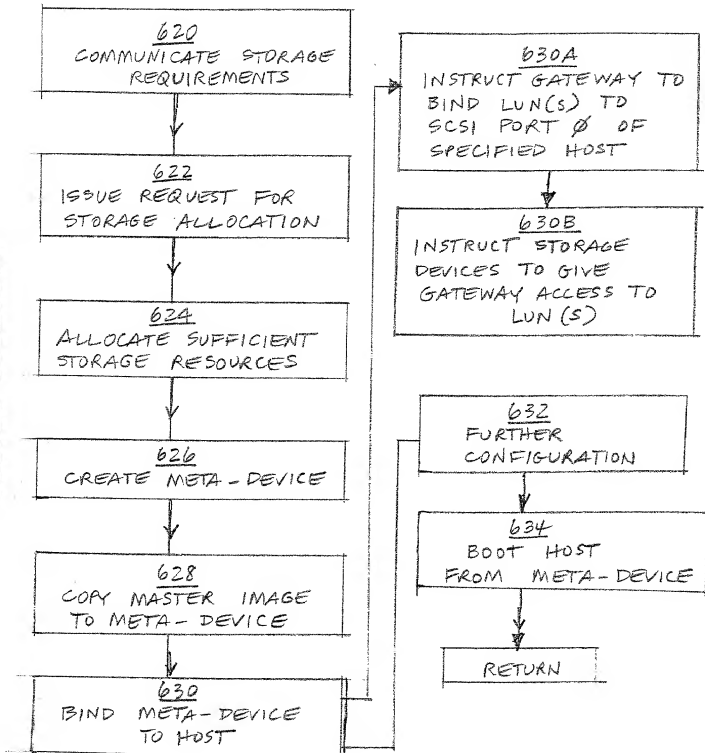 620
COMMUNICATE STORAGE
REQUIREMENTS
622
ISSUE REQUEST FOR
STORAGE ALLOCATION
624
ALLOCATE SUFFICIENT
STORAGE RESOURCES
626
CREATE META-DEVICE
628
COPY MASTER IMAGE
TO META-DEVICE
630
BIND META-DEVICE
TO HOST
630A
INSTRUCT GATEWAY TO
BIND LUN(S) TO
SCSI PORT Ø OF
SPECIFIED HOST
630B
INSTRUCT STORAGE
DEVICES TO GIVE
GATEWAY ACCESS TO
LUN(S)
632
FURTHER
CONFIGURATION
634
BOOT HOST
FROM META-DEVICE
RETURN